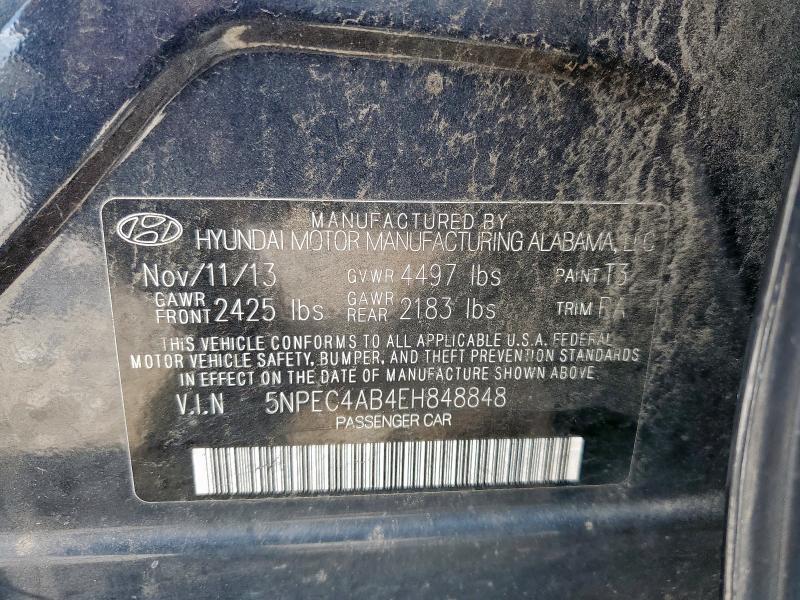 MANUFACTURED BY
HYUNDAI MOTOR MANUFACTURING ALABAMA, LLC
Nov/11/13 GVWR 4497 lbs PAINT T3
GAWR FRONT 2425 lbs GAWR REAR 2183 lbs TRIM FA
THIS VEHICLE CONFORMS TO ALL APPLICABLE U.S.A. FEDERAL
MOTOR VEHICLE SAFETY, BUMPER, AND THEFT PREVENTION STANDARDS
IN EFFECT ON THE DATE OF MANUFACTURE SHOWN ABOVE.
V.I.N 5NPEC4AB4EH848848
PASSENGER CAR